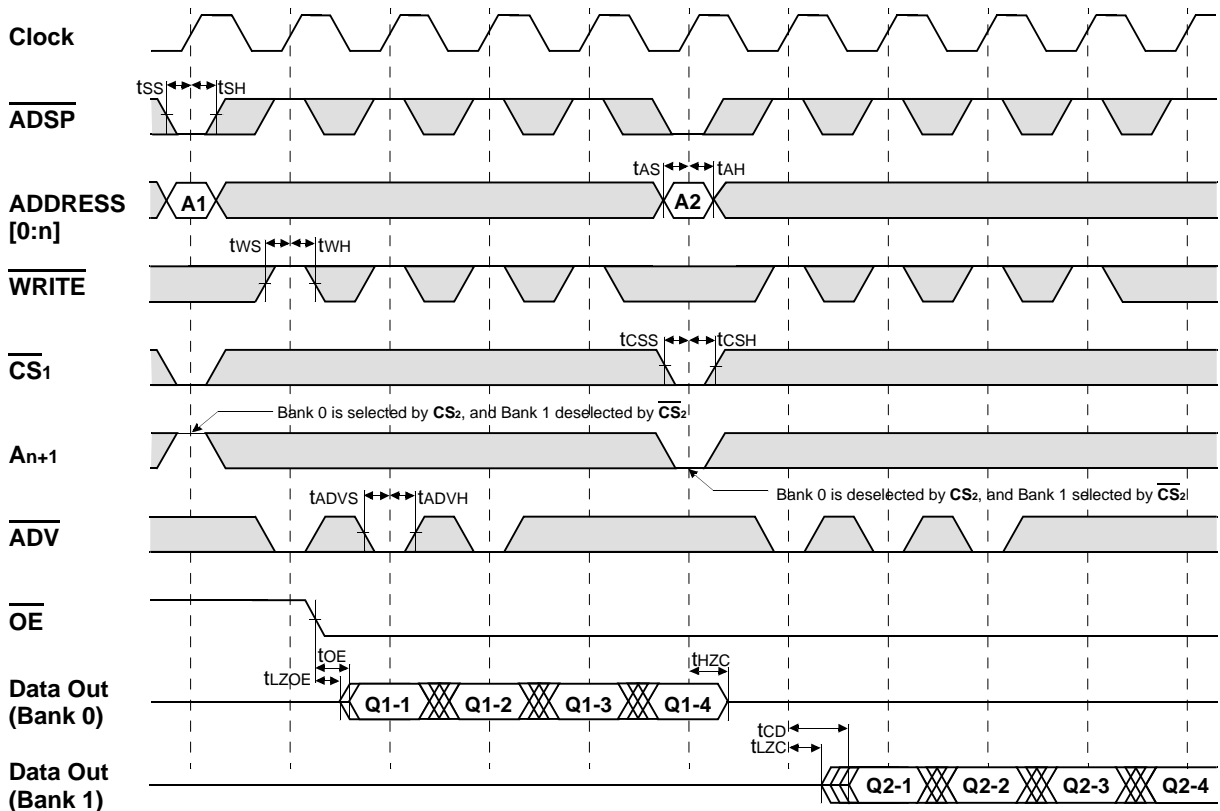 Clock
tSS tSH
ADSP
tAS tAH
ADDRESS
[0:n]
A1 A2
tWS tWH
WRITE
tCSS tCSH
CS1
Bank 0 is selected by CS2, and Bank 1 deselected by CS2
An+1
Bank 0 is deselected by CS2, and Bank 1 selected by CS2
tADVS tADVH
ADV
OE
tOE tHZC
tLZOE
Data Out
(Bank 0)
Q1-1 Q1-2 Q1-3 Q1-4
tCD
tLZC
Data Out
(Bank 1)
Q2-1 Q2-2 Q2-3 Q2-4